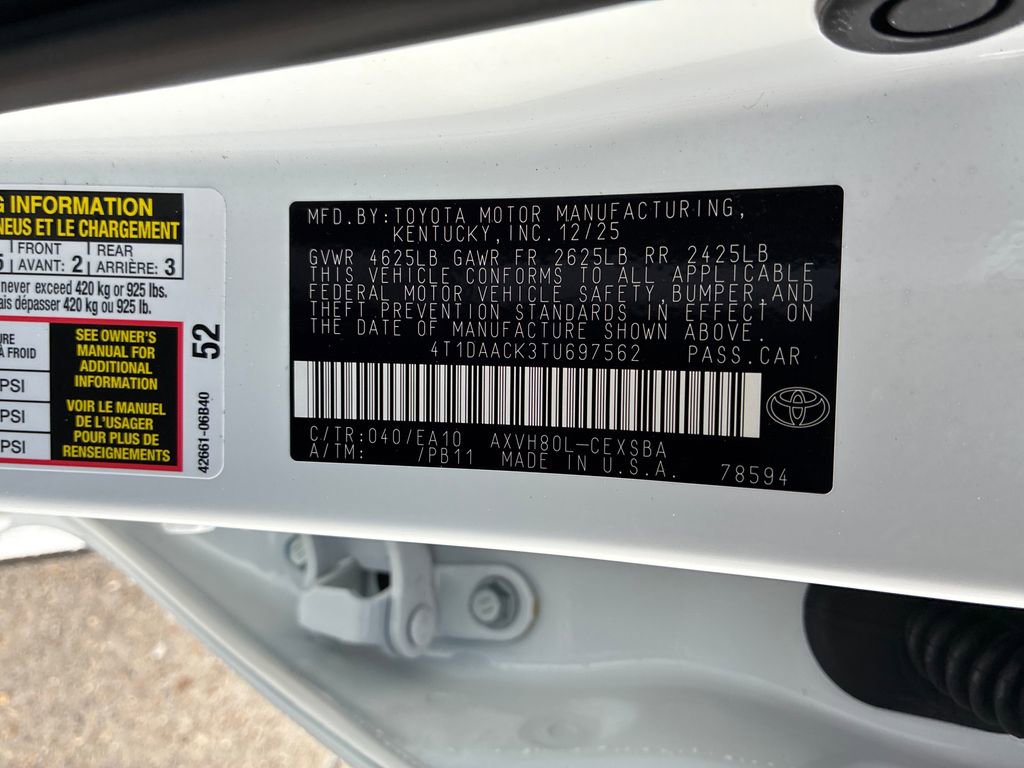 G INFORMATION
NEUS ET LE CHARGEMENT
5 FRONT REAR
AVANT: 2 ARRIÈRE: 3
never exceed 420 kg or 925 lbs.
ais dépasser 420 kg ou 925 lb.
URE
À FROID
PSI
PSI
PSI
SEE OWNER'S
MANUAL FOR
ADDITIONAL
INFORMATION
VOIR LE MANUEL
DE L'USAGER
POUR PLUS DE
RENSEIGNEMENTS
52
42661-06B40
MFD.BY:TOYOTA MOTOR MANUFACTURING,
KENTUCKY,INC.12/25
GVWR 4625LB GAWR FR 2625LB RR 2425LB
THIS VEHICLE CONFORMS TO ALL APPLICABLE
FEDERAL MOTOR VEHICLE SAFETY,BUMPER,AND
THEFT PREVENTION STANDARDS IN EFFECT ON
THE DATE OF MANUFACTURE SHOWN ABOVE.
4T1DAACK3TU697562 PASS.CAR
C/TR:040/EA10 AXVH80L-CEXSBA
A/TM: 7PB11 MADE IN U.S.A. 78594